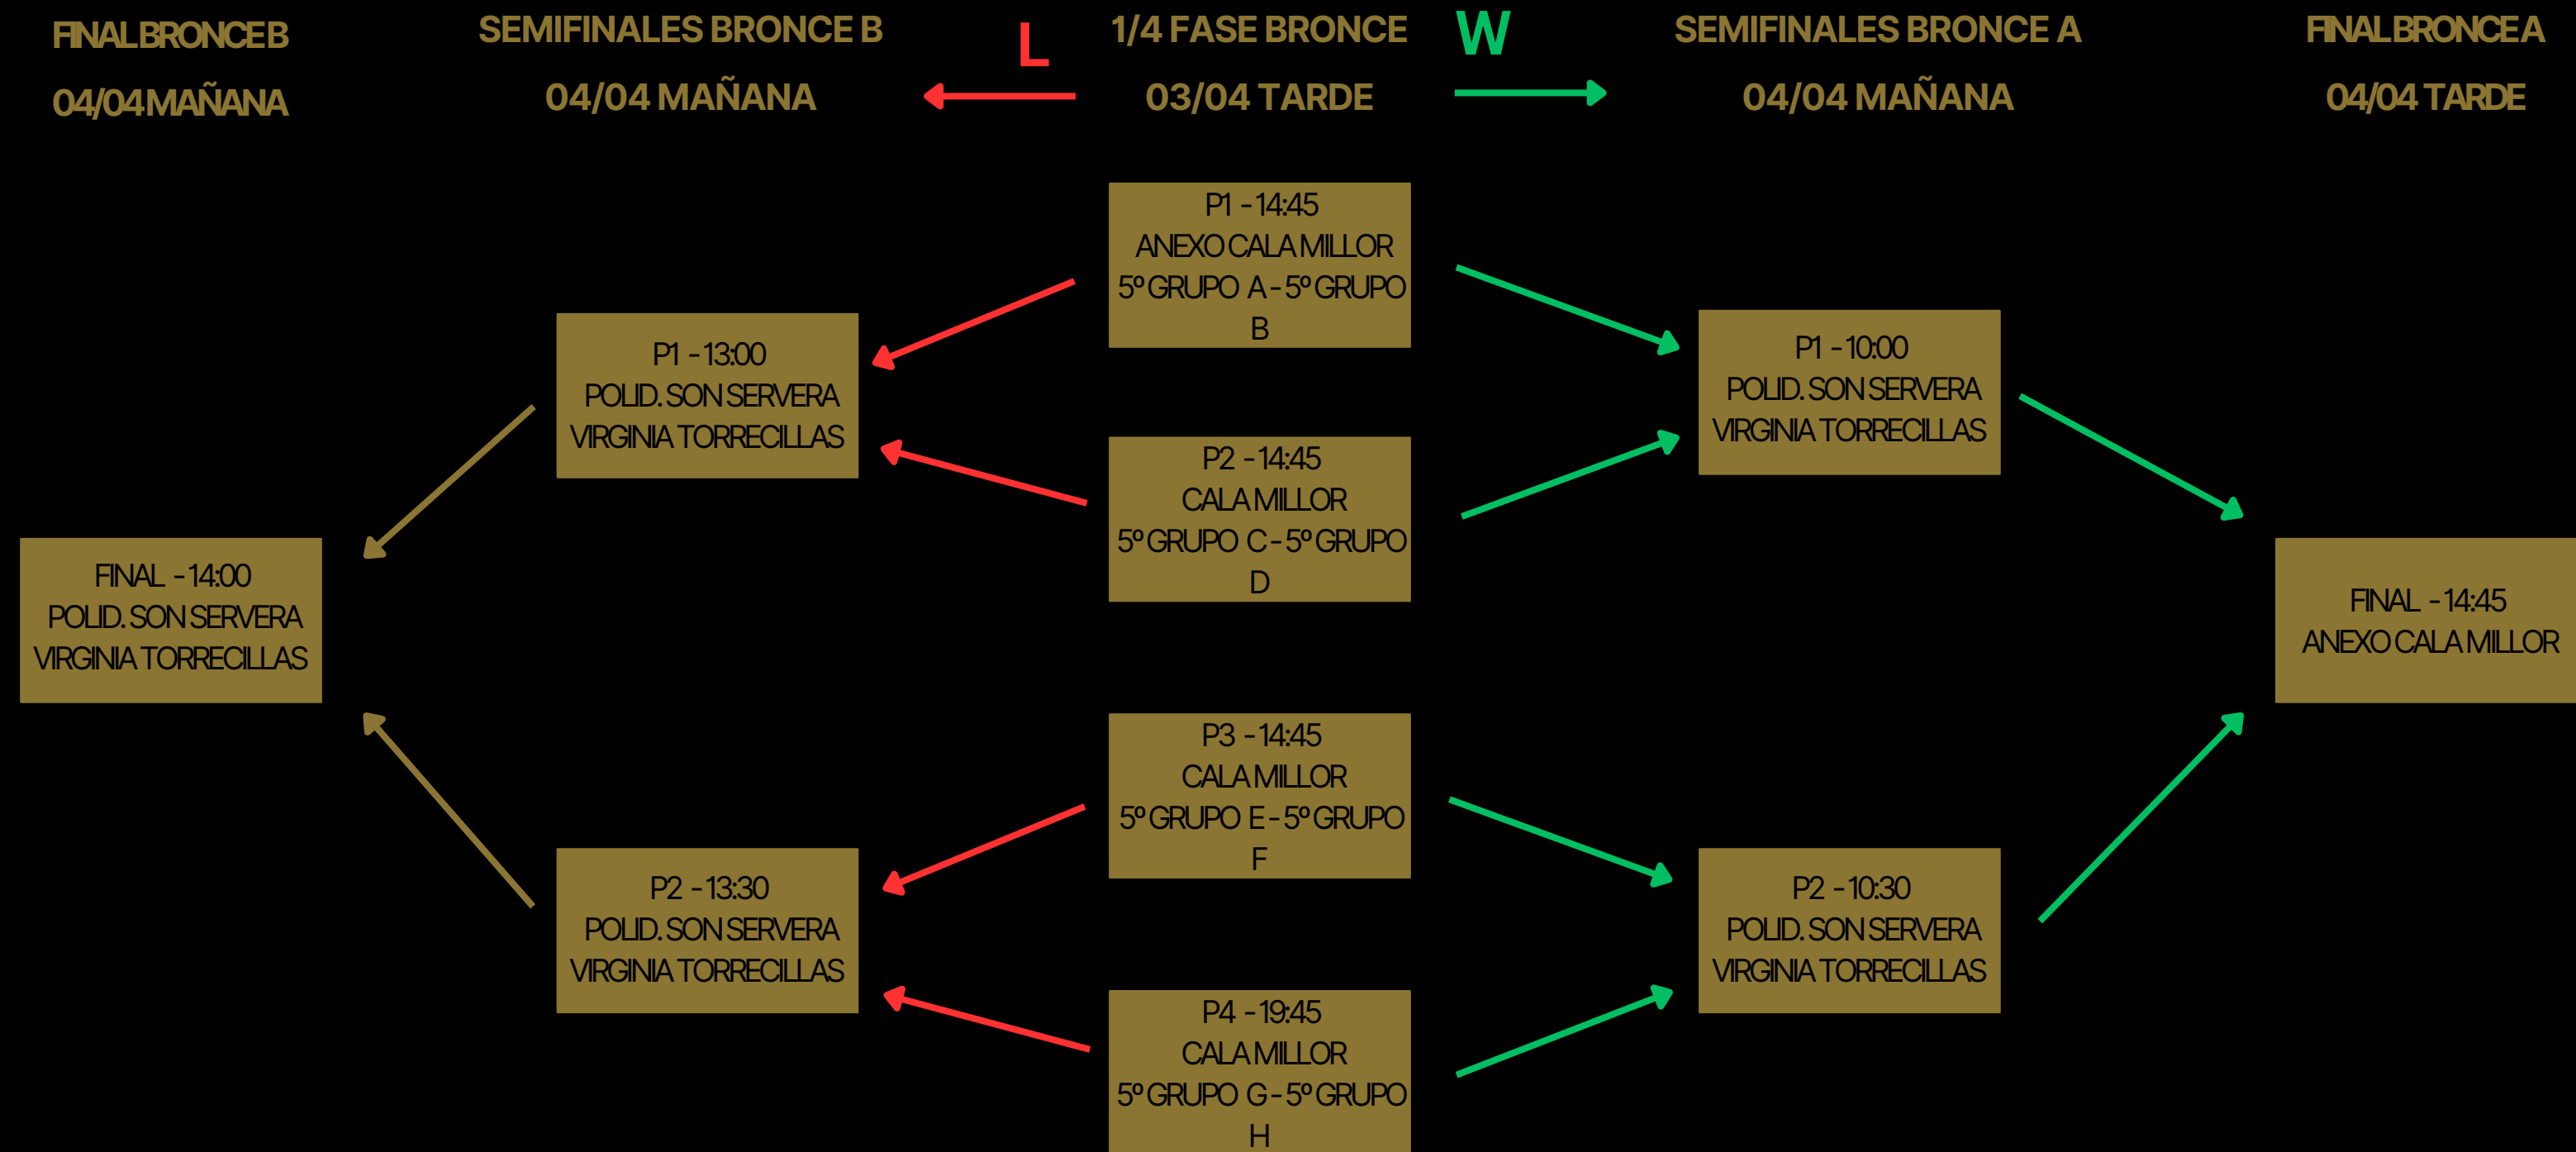 FINAL BRONCE B
04/04 MAÑANA
SEMIFINALES BRONCE B
04/04 MAÑANA
L
1/4 FASE BRONCE
03/04 TARDE
W
SEMIFINALES BRONCE A
04/04 MAÑANA
FINAL BRONCE A
04/04 TARDE
FINAL - 14:00
POLID. SON SERVERA
VIRGINIA TORRECILLAS
P1 - 13:00
POLID. SON SERVERA
VIRGINIA TORRECILLAS
P2 - 13:30
POLID. SON SERVERA
VIRGINIA TORRECILLAS
P1 - 14:45
ANEXO CALA MILLOR
5º GRUPO A - 5º GRUPO
B
P2 - 14:45
CALA MILLOR
5º GRUPO C - 5º GRUPO
D
P3 - 14:45
CALA MILLOR
5º GRUPO E - 5º GRUPO
F
P4 - 19:45
CALA MILLOR
5º GRUPO G - 5º GRUPO
H
P1 - 10:00
POLID. SON SERVERA
VIRGINIA TORRECILLAS
P2 - 10:30
POLID. SON SERVERA
VIRGINIA TORRECILLAS
FINAL - 14:45
ANEXO CALA MILLOR